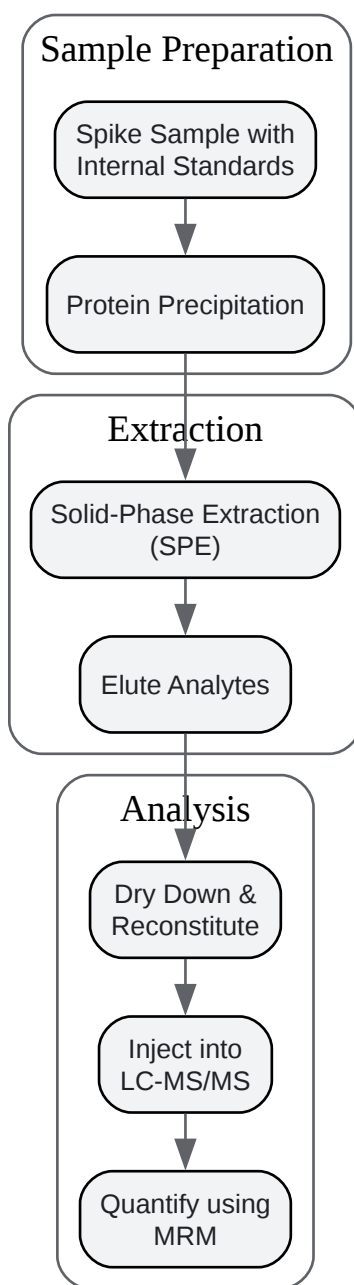 Sample Preparation
Spike Sample with
Internal Standards
Protein Precipitation
Extraction
Solid-Phase Extraction
(SPE)
Elute Analytes
Analysis
Dry Down &
Reconstitute
Inject into
LC-MS/MS
Quantify using
MRM